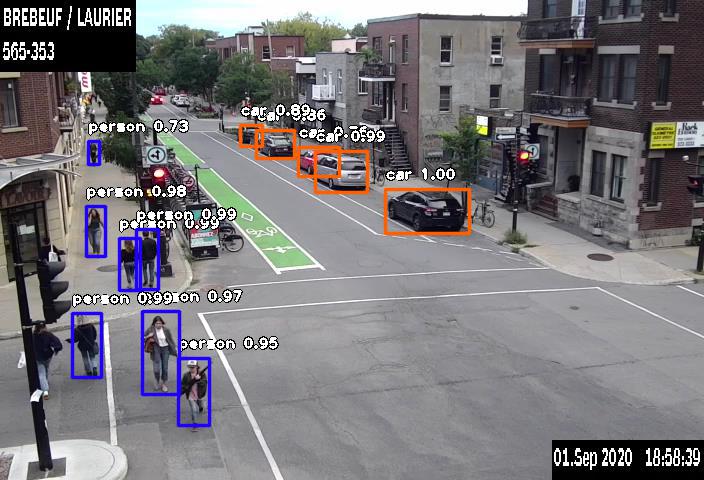 BREBEUF / LAURIER
565-353
car 0.89
car 0.99
person 0.73
car 1.00
person 0.98
person 0.99
person 0.99
person 0.99
person 0.97
person 0.95
01.Sep 2020 18:58:39